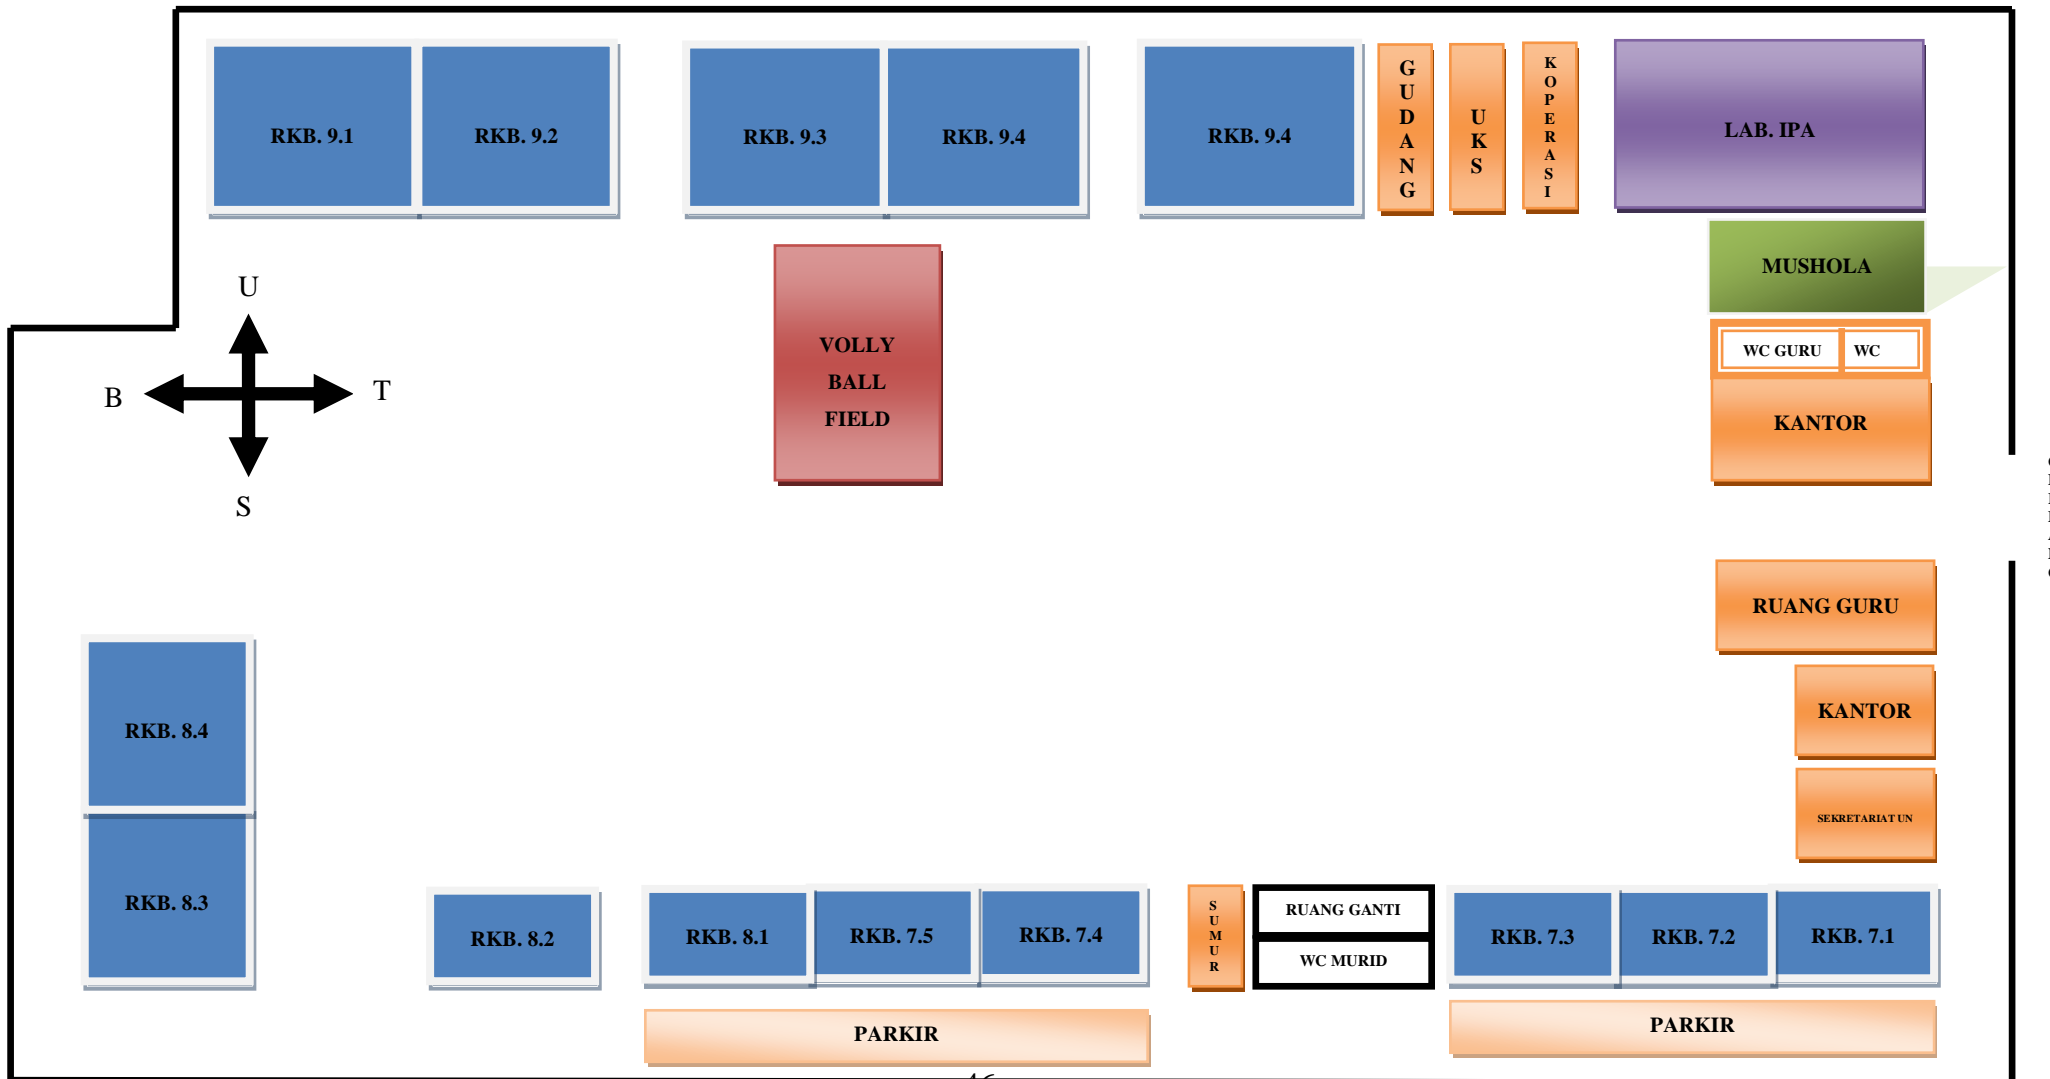 RKB. 9.1
RKB. 9.2
RKB. 9.3
RKB. 9.4
RKB. 9.4
GUDANG
UKS
KOPERASI
LAB. IPA
MUSHOLA
WC GURU
WC
KANTOR
U
B
T
S
VOLLY
BALL
FIELD
RUANG GURU
KANTOR
SEKRETARIAT UN
RKB. 8.4
RKB. 8.3
RKB. 8.2
RKB. 8.1
RKB. 7.5
RKB. 7.4
SUMUR
RUANG GANTI
WC MURID
RKB. 7.3
RKB. 7.2
RKB. 7.1
PARKIR
PARKIR